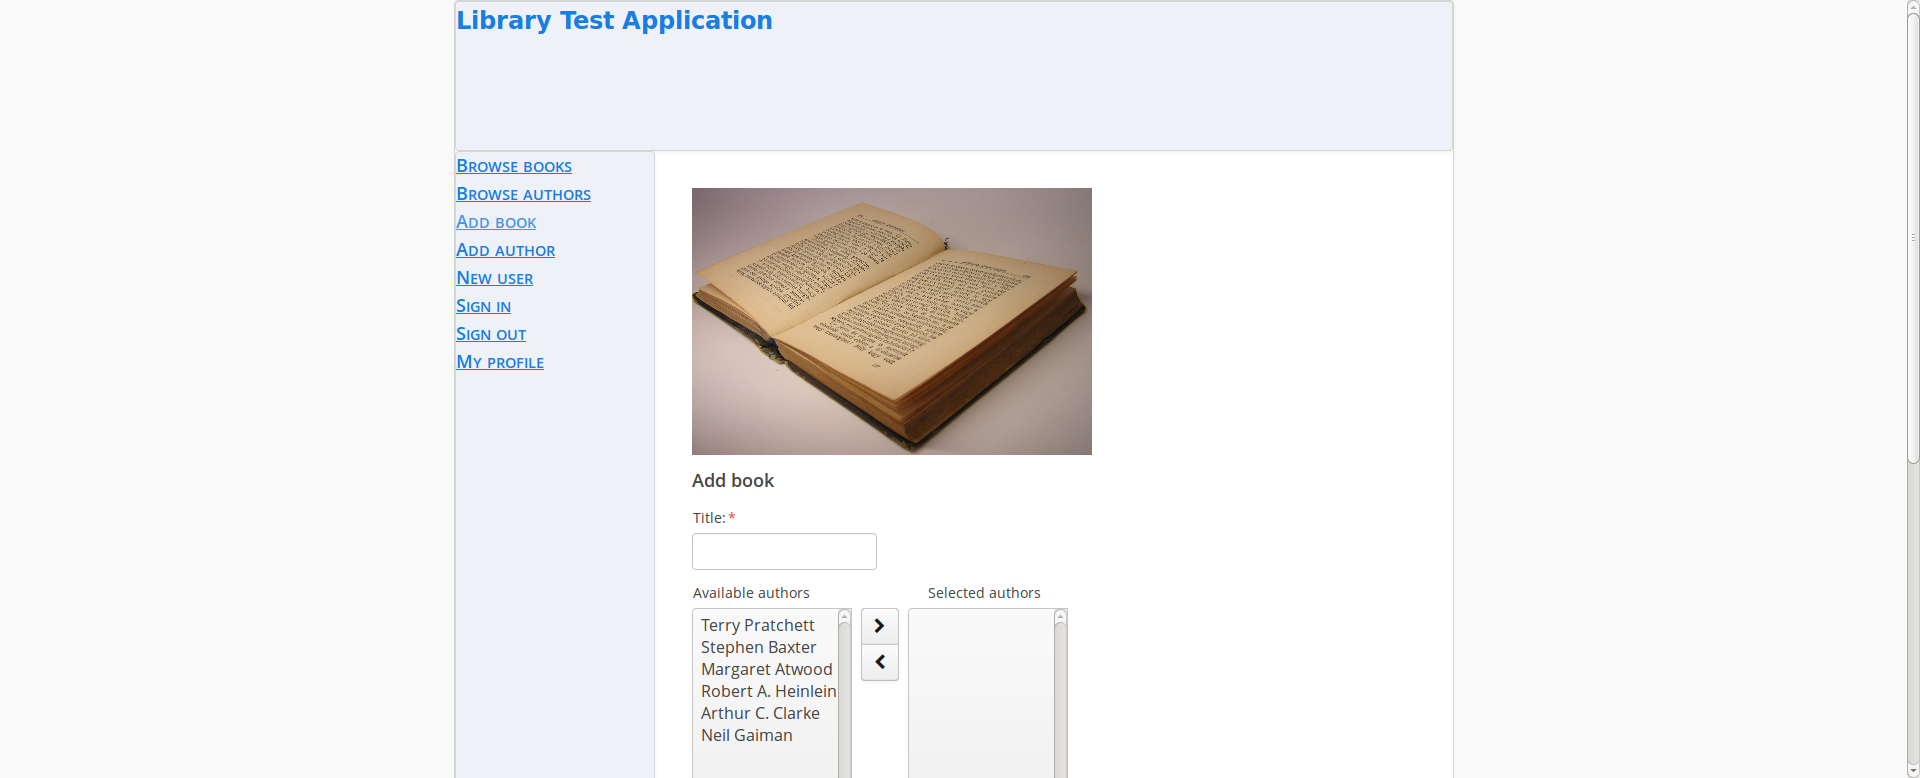 Library Test Application
Browse books
Browse authors
Add book
Add author
New user
Sign in
Sign out
My profile
Add book
Title: *
Available authors
Selected authors
Terry Pratchett
Stephen Baxter
Margaret Atwood
Robert A. Heinlein
Arthur C. Clarke
Neil Gaiman